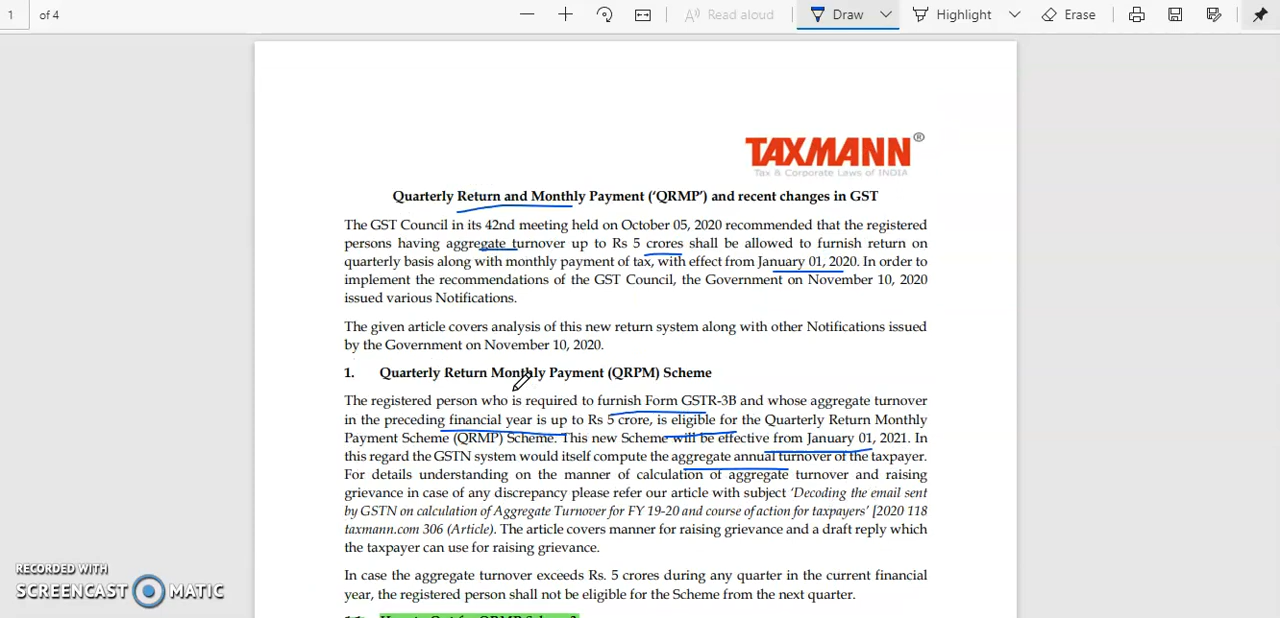 1 of 4 Read aloud Draw Highlight Erase
TAXMANN®
Tax & Corporate Laws of INDIA
Quarterly Return and Monthly Payment (‘QRMP’) and recent changes in GST
The GST Council in its 42nd meeting held on October 05, 2020 recommended that the registered
persons having aggregate turnover up to Rs 5 crores shall be allowed to furnish return on
quarterly basis along with monthly payment of tax, with effect from January 01, 2020. In order to
implement the recommendations of the GST Council, the Government on November 10, 2020
issued various Notifications.
The given article covers analysis of this new return system along with other Notifications issued
by the Government on November 10, 2020.
1. Quarterly Return Monthly Payment (QRPM) Scheme
The registered person who is required to furnish Form GSTR-3B and whose aggregate turnover
in the preceding financial year is up to Rs 5 crore, is eligible for the Quarterly Return Monthly
Payment Scheme (QRMP) Scheme. This new Scheme will be effective from January 01, 2021. In
this regard the GSTN system would itself compute the aggregate annual turnover of the taxpayer.
For details understanding on the manner of calculation of aggregate turnover and raising
grievance in case of any discrepancy please refer our article with subject ‘Decoding the email sent
by GSTN on calculation of Aggregate Turnover for FY 19-20 and course of action for taxpayers’ [2020 118
taxmann.com 306 (Article). The article covers manner for raising grievance and a draft reply which
the taxpayer can use for raising grievance.
In case the aggregate turnover exceeds Rs. 5 crores during any quarter in the current financial
year, the registered person shall not be eligible for the Scheme from the next quarter.
RECORDED WITH
SCREENCAST MATIC